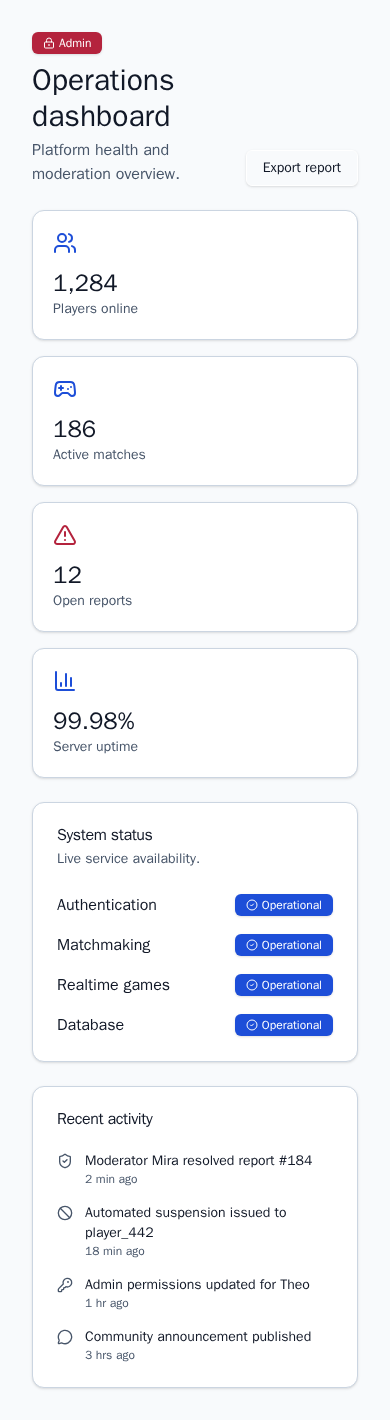 Admin
Operations
dashboard
Platform health and
moderation overview.
Export report
1,284
Players online
186
Active matches
12
Open reports
99.98%
Server uptime
System status
Live service availability.
Authentication
Operational
Matchmaking
Operational
Realtime games
Operational
Database
Operational
Recent activity
Moderator Mira resolved report #184
2 min ago
Automated suspension issued to
player_442
18 min ago
Admin permissions updated for Theo
1 hr ago
Community announcement published
3 hrs ago